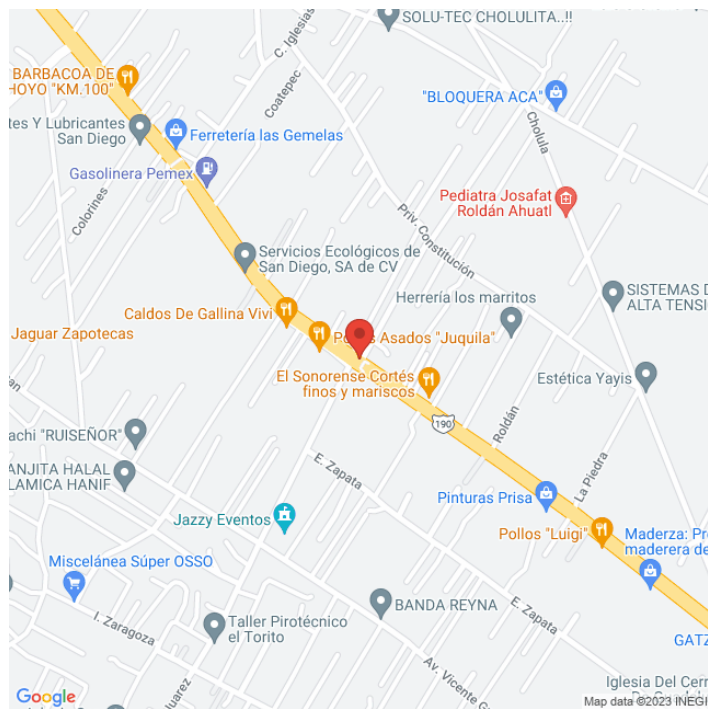 SOLU-TEC CHOLULITA..!!
C. Iglesias
BARBACOA DE
HOYO "KM.100"
Coatepec
"BLOQUERA ACA"
tes Y Lubricantes
San Diego
Ferretería las Gemelas
Cholula
Gasolinera Pemex
Pediatra Josafat
Roldán Ahuatl
Colorines
Priv. Constitución
Servicios Ecológicos de
San Diego, SA de CV
SISTEMAS D
ALTA TENSIÓ
Herrería los marritos
Caldos De Gallina Vivi
Jaguar Zapotecas
Asados "Juquila"
El Sonorense Cortés
finos y mariscos
Estética Yayis
190
Roldán
achi "RUISEÑOR"
ANJITA HALAL
LAMICA HANIF
E. Zapata
La Piedra
Pinturas Prisa
Jazzy Eventos
Pollos "Luigi"
Maderza: Pr
maderera de
Miscelánea Súper OSSO
BANDA REYNA
E. Zapata
I. Zaragoza
Taller Pirotécnico
el Torito
GATZ
Juarez
Av. Vicente G
Iglesia Del Cerr
Google
Map data ©2023 INEGI